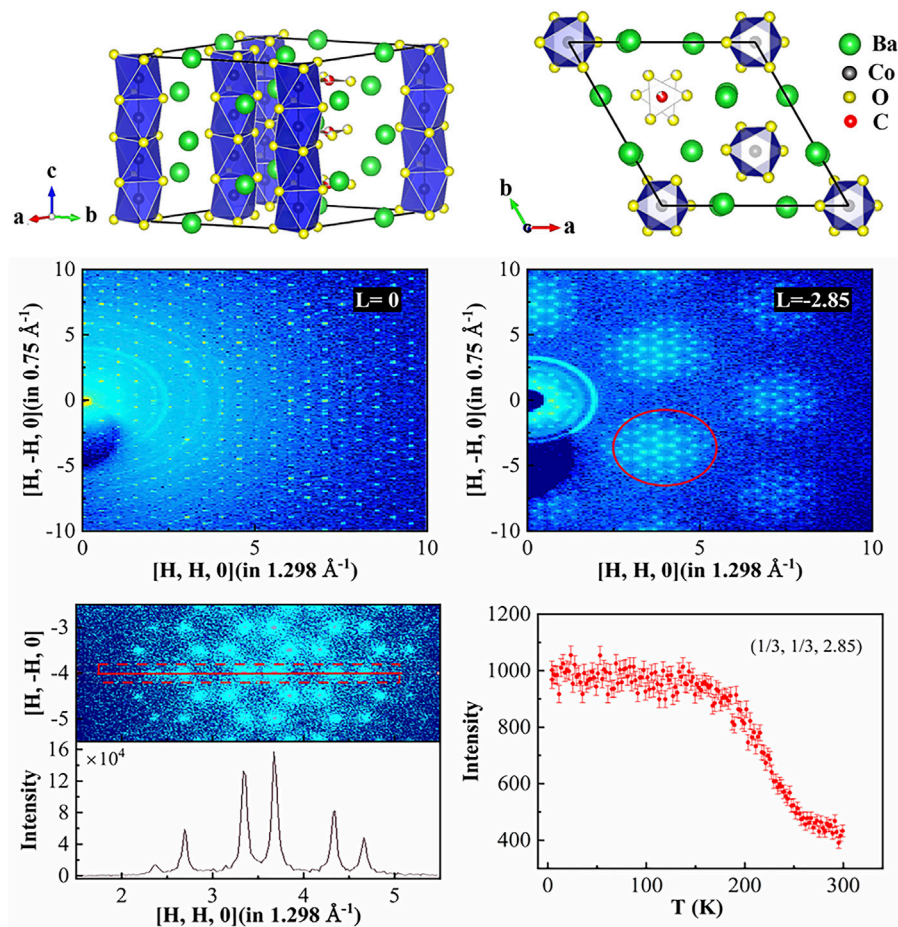 Ba
Co
O
C
c
a
b
b
a
10
5
0
-5
-10
[H, -H, 0](in 0.75 Å⁻¹)
L= 0
0
5
10
[H, H, 0](in 1.298 Å⁻¹)
10
5
0
-5
-10
[H, -H, 0](in 0.75 Å⁻¹)
L=-2.85
0
5
10
[H, H, 0](in 1.298 Å⁻¹)
-3
-4
-5
[H, -H, 0]
16
12
8
4
0
×10⁴
Intensity
2
3
4
5
[H, H, 0](in 1.298 Å⁻¹)
1200
1000
800
600
400
Intensity
(1/3, 1/3, 2.85)
0
100
200
300
T (K)